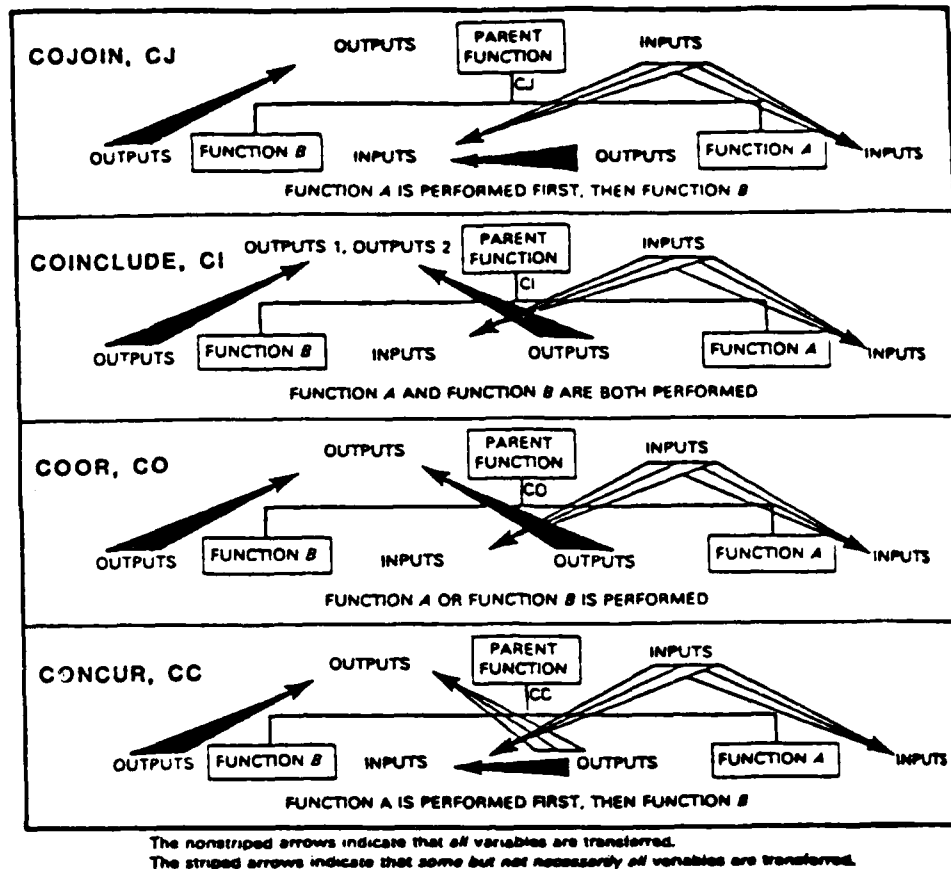 COJOIN, CJ
OUTPUTS
PARENT
FUNCTION
INPUTS
CJ
OUTPUTS
FUNCTION B
INPUTS
OUTPUTS
FUNCTION A
INPUTS
FUNCTION A IS PERFORMED FIRST, THEN FUNCTION B
COINCLUDE, CI
OUTPUTS 1, OUTPUTS 2
PARENT
FUNCTION
INPUTS
CI
OUTPUTS
FUNCTION B
INPUTS
OUTPUTS
FUNCTION A
INPUTS
FUNCTION A AND FUNCTION B ARE BOTH PERFORMED
COOR, CO
OUTPUTS
PARENT
FUNCTION
INPUTS
CO
OUTPUTS
FUNCTION B
INPUTS
OUTPUTS
FUNCTION A
INPUTS
FUNCTION A OR FUNCTION B IS PERFORMED
CONCUR, CC
OUTPUTS
PARENT
FUNCTION
INPUTS
CC
OUTPUTS
FUNCTION B
INPUTS
OUTPUTS
FUNCTION A
INPUTS
FUNCTION A IS PERFORMED FIRST, THEN FUNCTION B
The nonstriped arrows indicate that all variables are transferred.
The striped arrows indicate that some but not necessarily all variables are transferred.